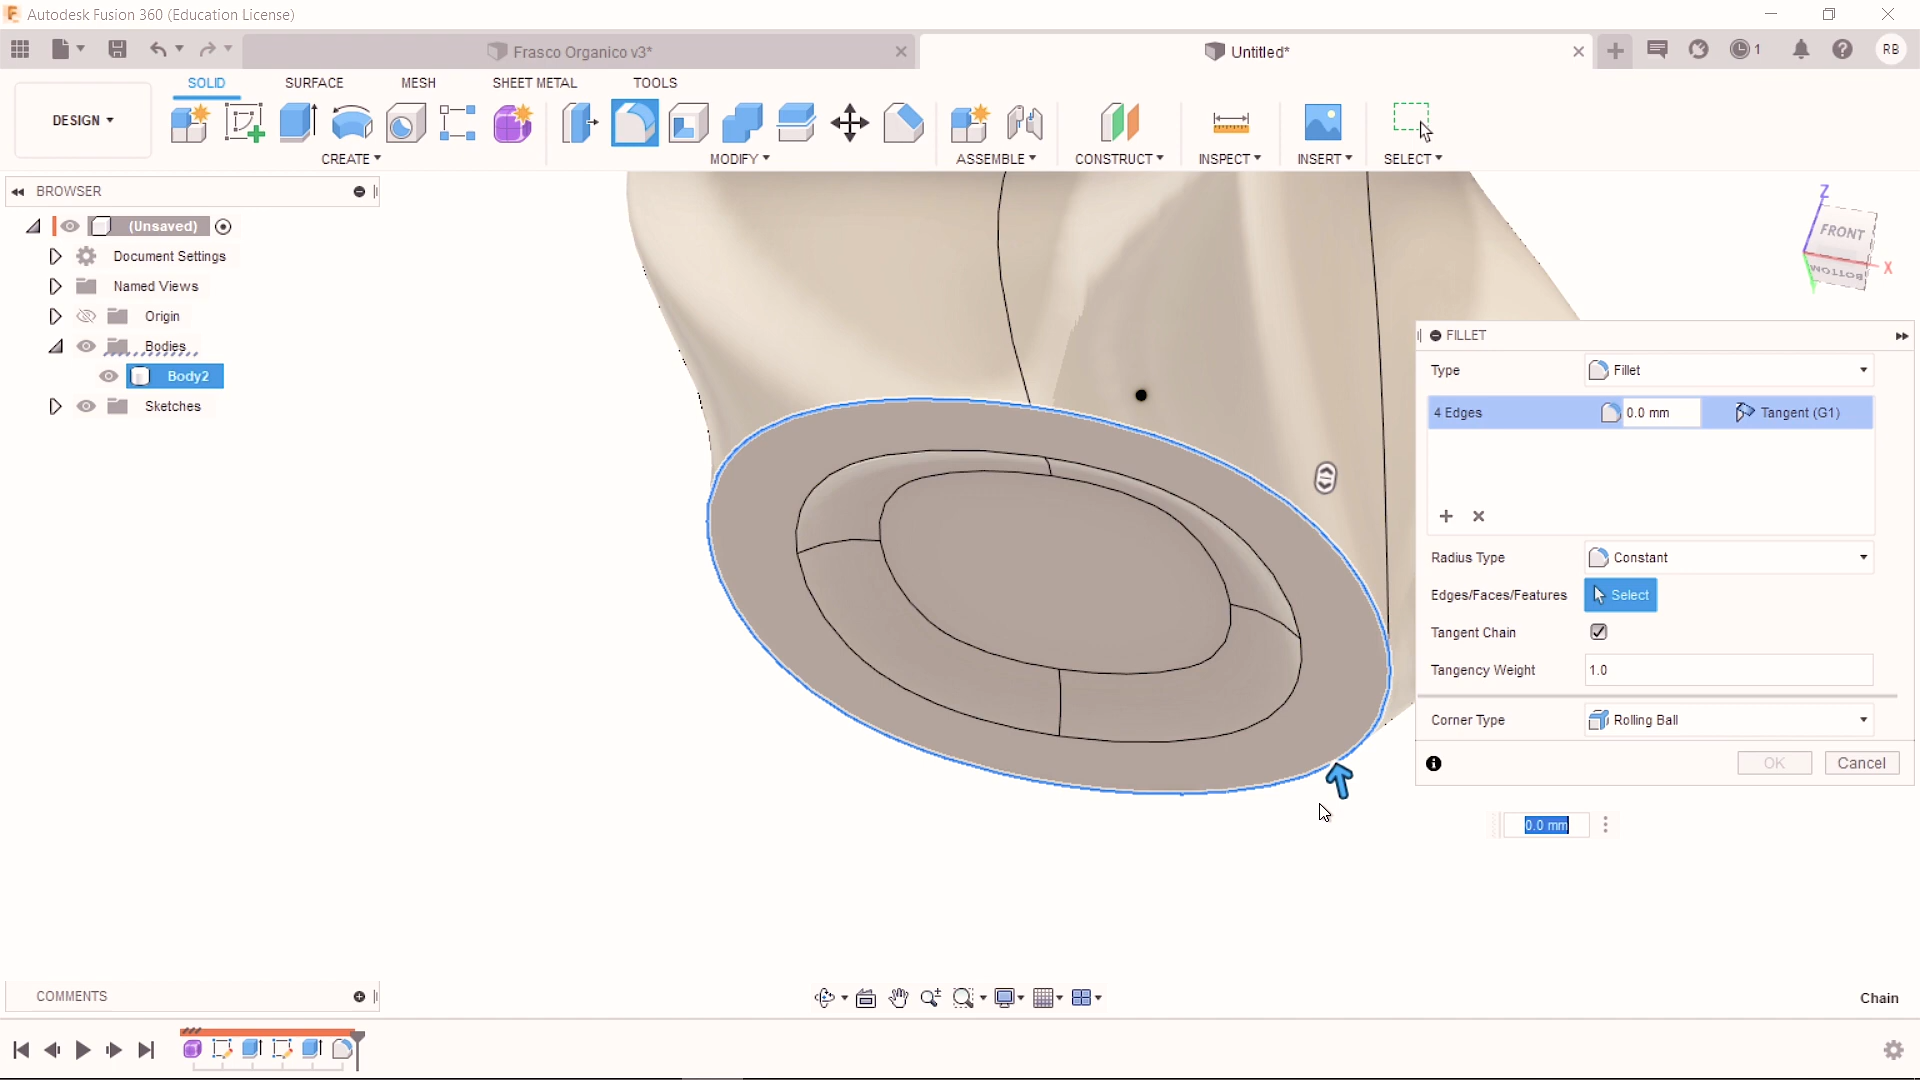 Autodesk Fusion 360 (Education License)
Frasco Organico v3*
Untitled*
1
RB
DESIGN
SOLID
SURFACE
MESH
SHEET METAL
TOOLS
CREATE
MODIFY
ASSEMBLE
CONSTRUCT
INSPECT
INSERT
SELECT
BROWSER
(Unsaved)
Document Settings
Named Views
Origin
Bodies
Body2
Sketches
Z
FRONT
BOTTOM
X
FILLET
Type
Fillet
4 Edges
0.0 mm
Tangent (G1)
Radius Type
Constant
Edges/Faces/Features
Select
Tangent Chain
Tangency Weight
1.0
Corner Type
Rolling Ball
OK
Cancel
0.0 mm
COMMENTS
Chain